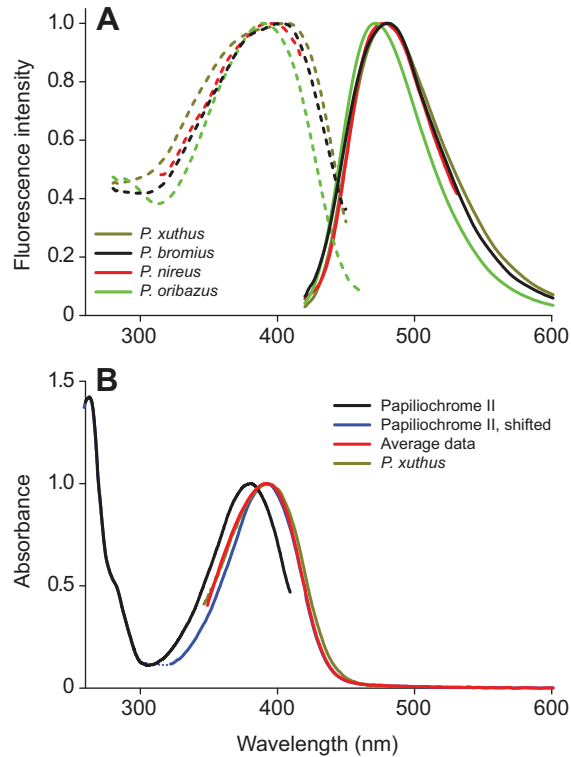 A
1.0
0.8
0.6
0.4
0.2
0
Fluorescence intensity
P. xuthus
P. bromius
P. nireus
P. oribazus
300 400 500 600
B
1.5
1.0
0.5
0
Absorbance
Papiliochrome II
Papiliochrome II, shifted
Average data
P. xuthus
300 400 500 600
Wavelength (nm)